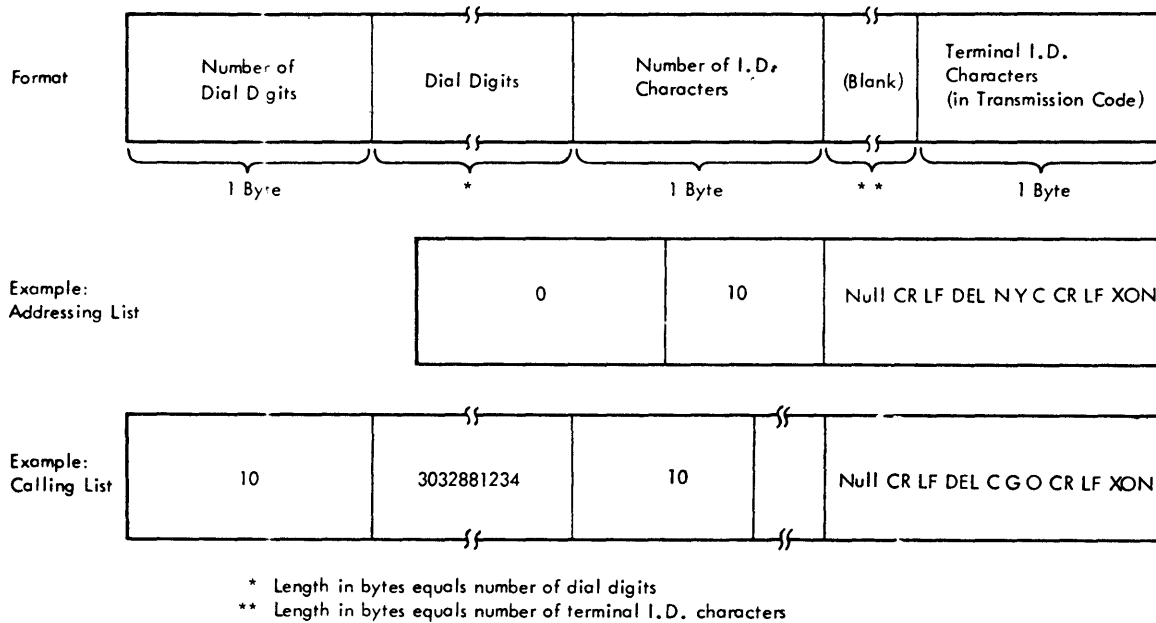 Format
Number of
Dial D gits
Dial Digits
Number of I.D.
Characters
(Blank)
Terminal I.D.
Characters
(in Transmission Code)
1 Byte
*
1 Byte
* *
1 Byte
Example:
Addressing List
0
10
Null CR LF DEL N Y C CR LF XON
Example:
Calling List
10
3032881234
10
Null CR LF DEL C G O CR LF XON
* Length in bytes equals number of dial digits
** Length in bytes equals number of terminal I.D. characters